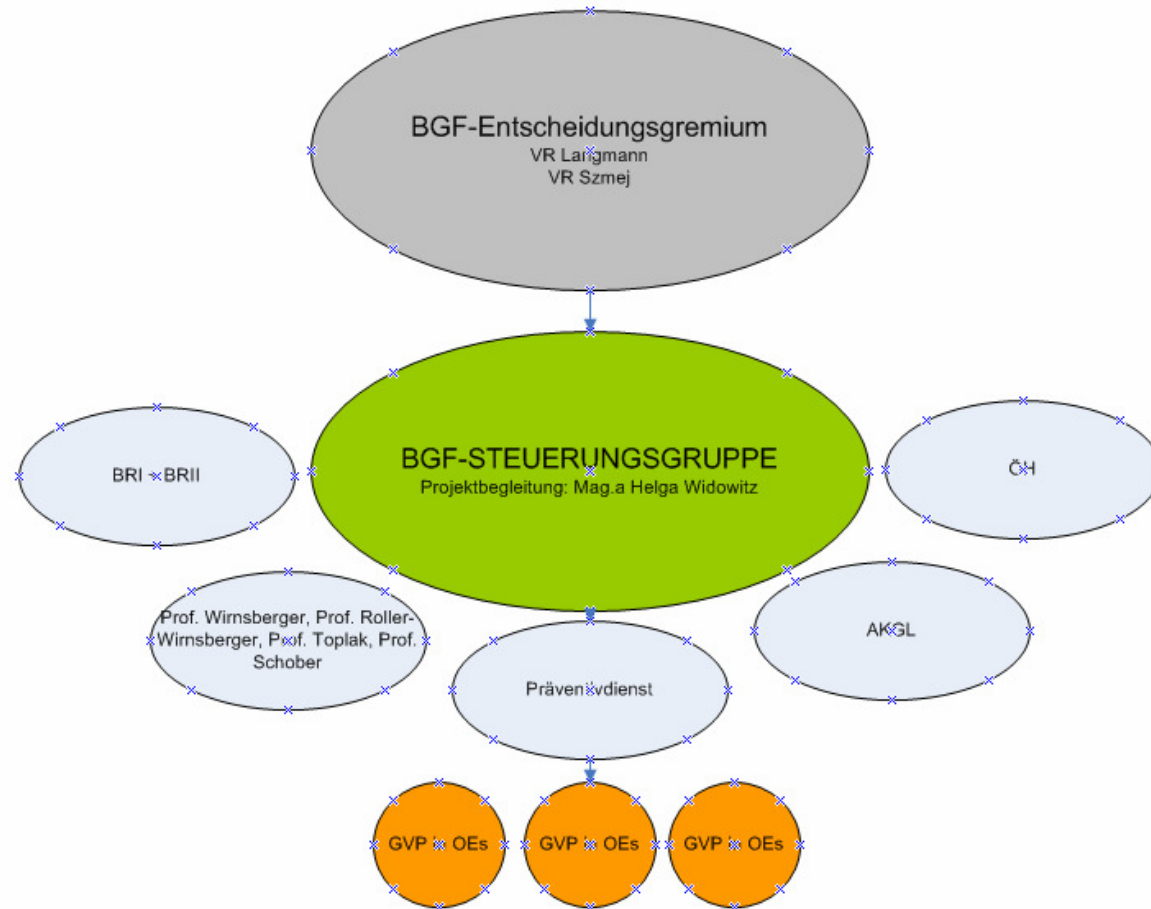 BGF-Entscheidungsgremium
VR Langmann
VR Szmej
BGF-STEUERUNGSGRUPPE
Projektbegleitung: Mag.a Helga Widowitz
BRI + BRII
ÖH
Prof. Wirnsberger, Prof. Roller-
Wirnsberger, Prof. Toplak, Prof.
Schober
AKGL
Präventivdienst
GVP in OEs
GVP in OEs
GVP in OEs